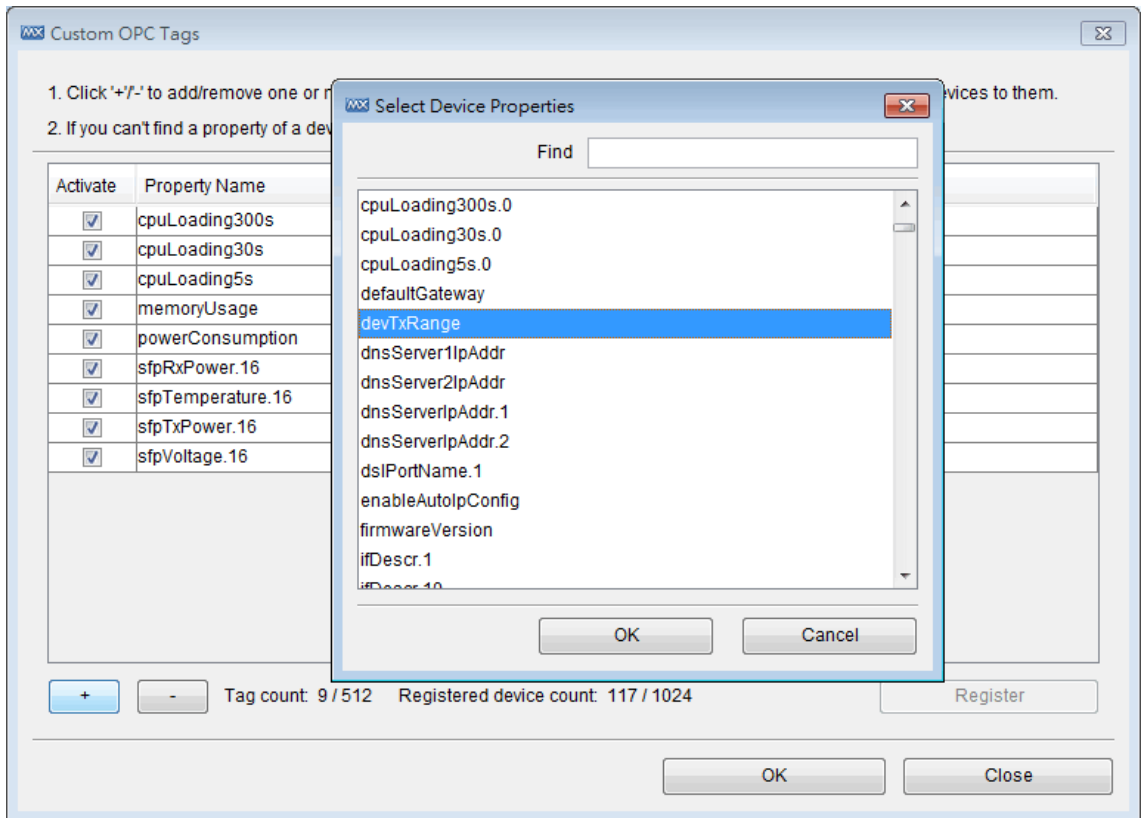 Custom OPC Tags
1. Click '+'/'-' to add/remove one or
vices to them.
2. If you can't find a property of a
Activate Property Name
cpuLoading300s
cpuLoading30s
cpuLoading5s
memoryUsage
powerConsumption
sfpRxPower.16
sfpTemperature.16
sfpTxPower.16
sfpVoltage.16
Select Device Properties
Find
cpuLoading300s.0
cpuLoading30s.0
cpuLoading5s.0
defaultGateway
devTxRange
dnsServer1IpAddr
dnsServer2IpAddr
dnsServerIpAddr.1
dnsServerIpAddr.2
dslPortName.1
enableAutoIpConfig
firmwareVersion
ifDescr.1
ifDescr.10
OK Cancel
+ - Tag count: 9 / 512 Registered device count: 117 / 1024 Register
OK Close